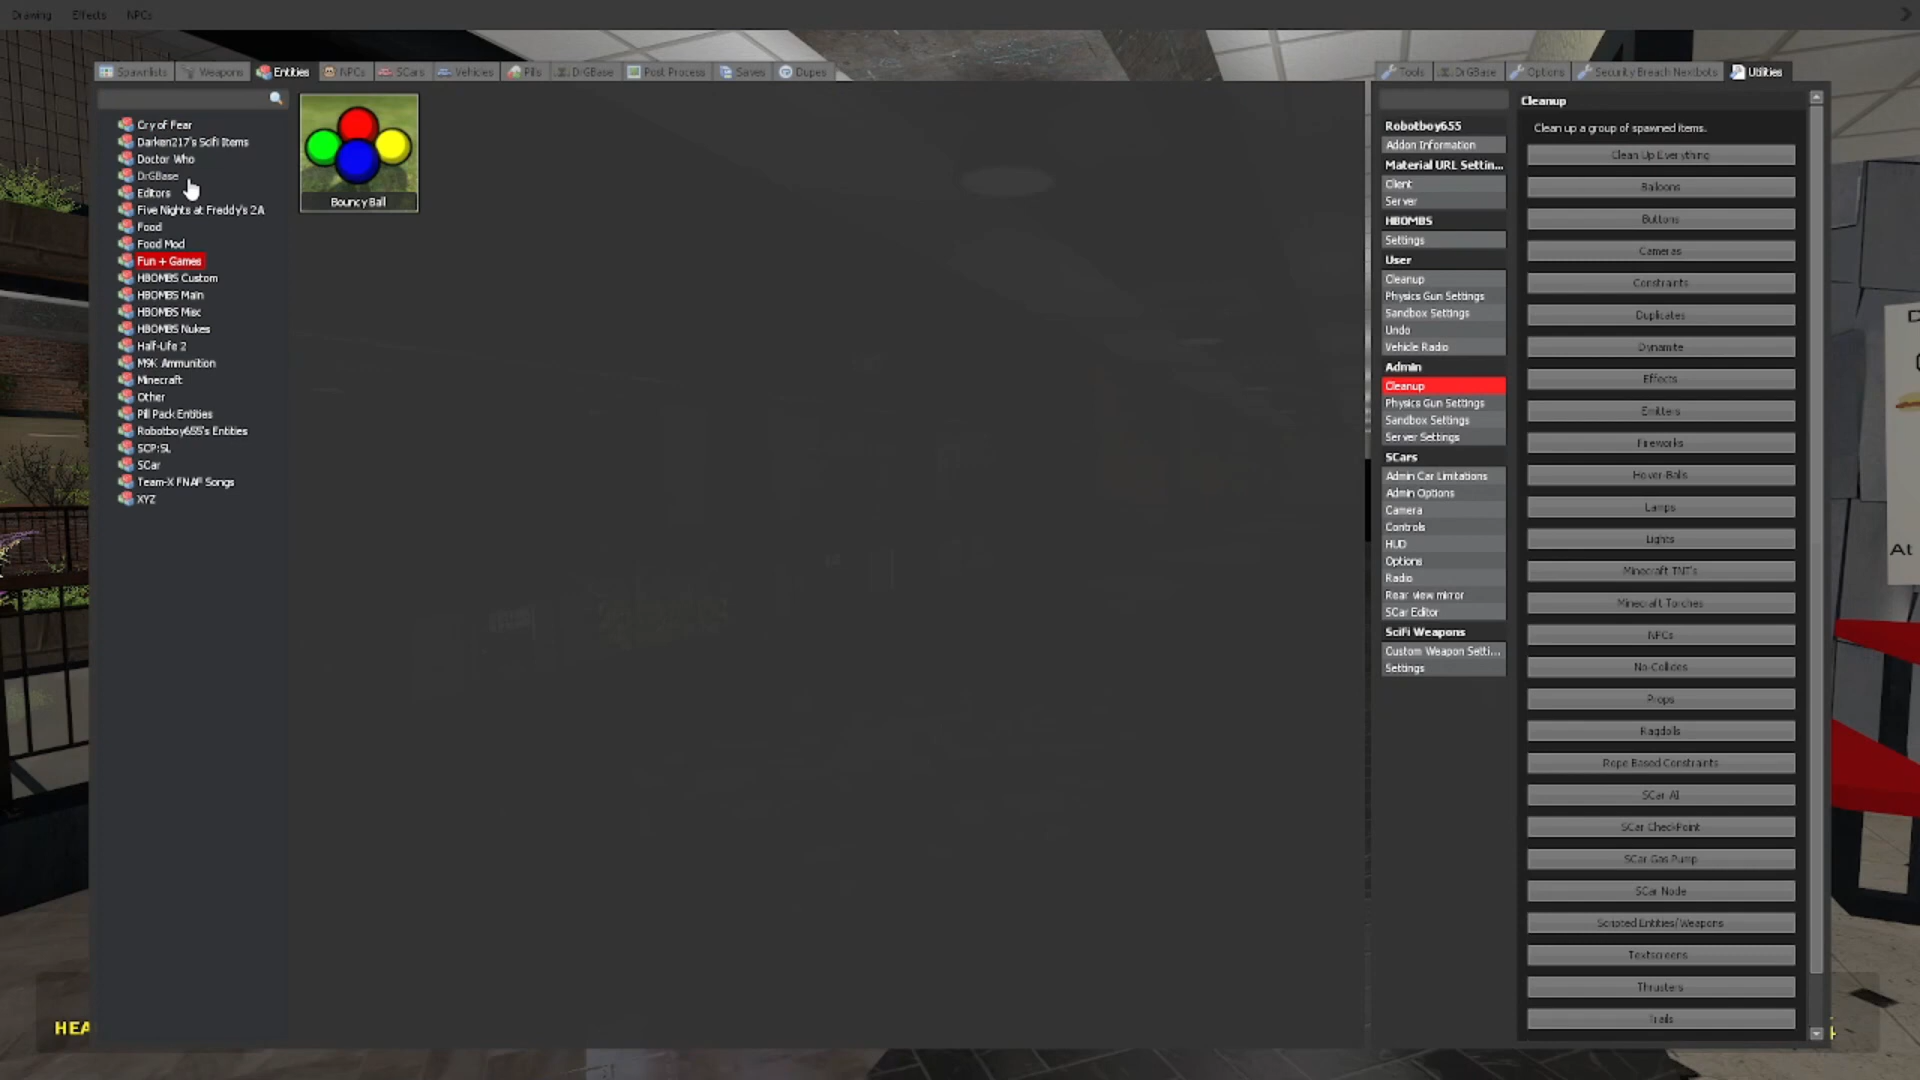 Drawing Effects NPCs
Spawnlists Weapons Entities NPCs SCars Vehicles Pills DrGBase Post Process Saves Dupes
Tools DrGBase Options Security Breach Nextbots Utilities
Cry of Fear
Darken217's Scifi Items
Doctor Who
DrGBase
Editors
Five Nights at Freddy's 2A
Food
Food Mod
Fun + Games
HBOMBS Custom
HBOMBS Main
HBOMBS Misc
HBOMBS Nukes
Half-Life 2
M9K Ammunition
Minecraft
Other
Pill Pack Entities
Robotboy655's Entities
SCP:SL
SCar
Team-X FNAF Songs
XYZ
Bouncy Ball
Robotboy655
Addon Information
Material URL Settin...
Client
Server
HBOMBS
Settings
User
Cleanup
Physics Gun Settings
Sandbox Settings
Undo
Vehicle Radio
Admin
Cleanup
Physics Gun Settings
Sandbox Settings
Server Settings
SCars
Admin Car Limitations
Admin Options
Camera
Controls
HUD
Options
Radio
Rear view mirror
SCar Editor
SciFi Weapons
Custom Weapon Setti...
Settings
Cleanup
Clean up a group of spawned items.
Clean Up Everything
Baloons
Buttons
Cameras
Constraints
Duplicates
Dynamite
Effects
Emitters
Fireworks
Hover Balls
Lamps
Lights
Minecraft TNT's
Minecraft Torches
NPCs
No-Collides
Props
Ragdolls
Rope Based Constraints
SCar AI
SCar CheckPoint
SCar Gas Pump
SCar Node
Scripted Entities/Weapons
Textscreens
Thrusters
Trails
At
HEA